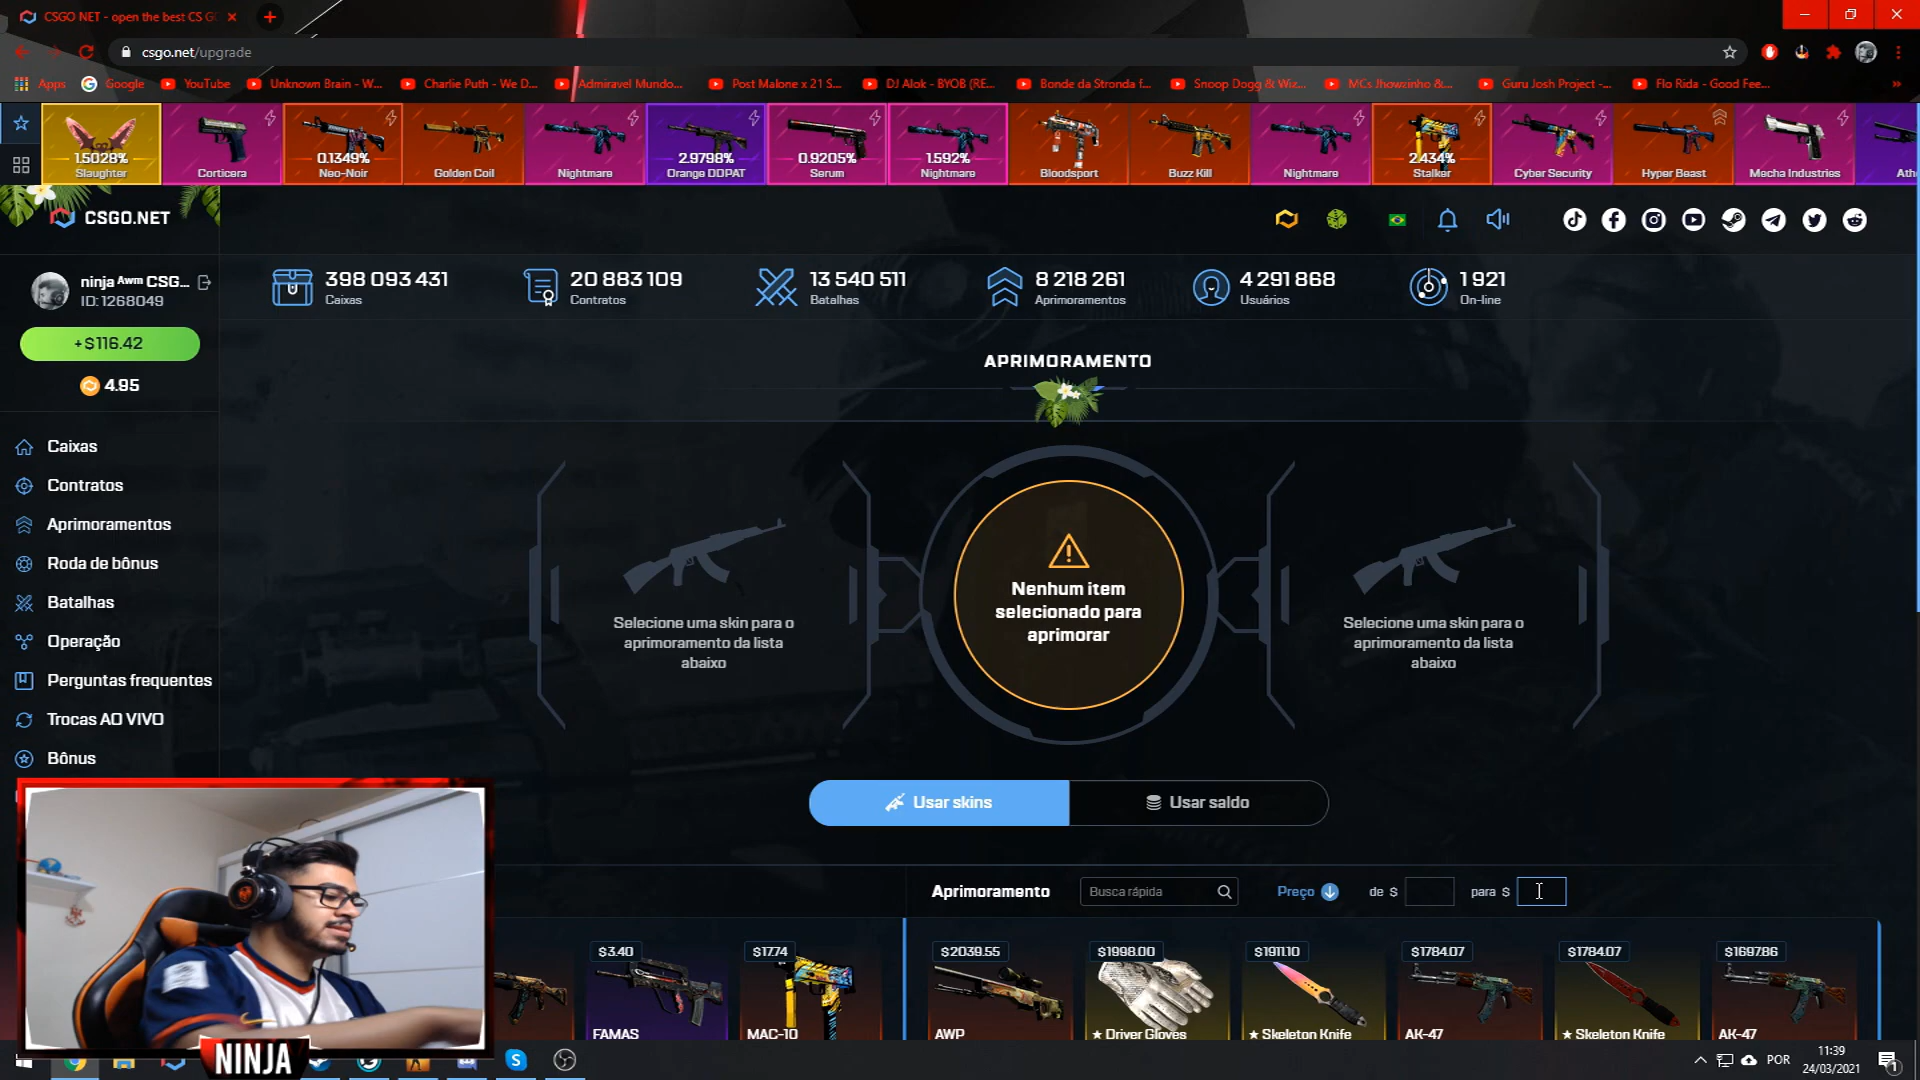 CSGO NET - open the best CS G
csgo.net/upgrade
Apps
Google
YouTube
Unknown Brain - W...
Charlie Puth - We D...
Admiravel Mundo...
Post Malone x 21 S...
DJ Alok - BYOB (RE...
Bonde da Stronda f...
Snoop Dogg & Wiz...
MCs Jhowzinho &...
Guru Josh Project -...
Flo Rida - Good Fee...
1.5028%
Slaughter
Corticera
0.1349%
Neo-Noir
Golden Coil
Nightmare
2.9798%
Orange DDPAT
0.9205%
Serum
1.592%
Nightmare
Bloodsport
Buzz Kill
Nightmare
2.434%
Stalker
Cyber Security
Hyper Beast
Mecha Industries
Ath
CSGO.NET
ninja ᴬʷᵐ CSG...
ID: 1268049
+$116.42
4.95
398 093 431
Caixas
20 883 109
Contratos
13 540 511
Batalhas
8 218 261
Aprimoramentos
4 291 868
Usuários
1 921
On-line
Caixas
Contratos
Aprimoramentos
Roda de bônus
Batalhas
Operação
Perguntas frequentes
Trocas AO VIVO
Bônus
APRIMORAMENTO
Selecione uma skin para o
aprimoramento da lista
abaixo
Nenhum item
selecionado para
aprimorar
Selecione uma skin para o
aprimoramento da lista
abaixo
Usar skins
Usar saldo
Aprimoramento
Busca rápida
Preço
de $
para $
$3.40
FAMAS
$17.74
MAC-10
$2039.55
AWP
$1998.00
★ Driver Gloves
$1911.10
★ Skeleton Knife
$1784.07
AK-47
$1784.07
★ Skeleton Knife
$1697.86
AK-47
NINJA
POR
11:39
24/03/2021
1